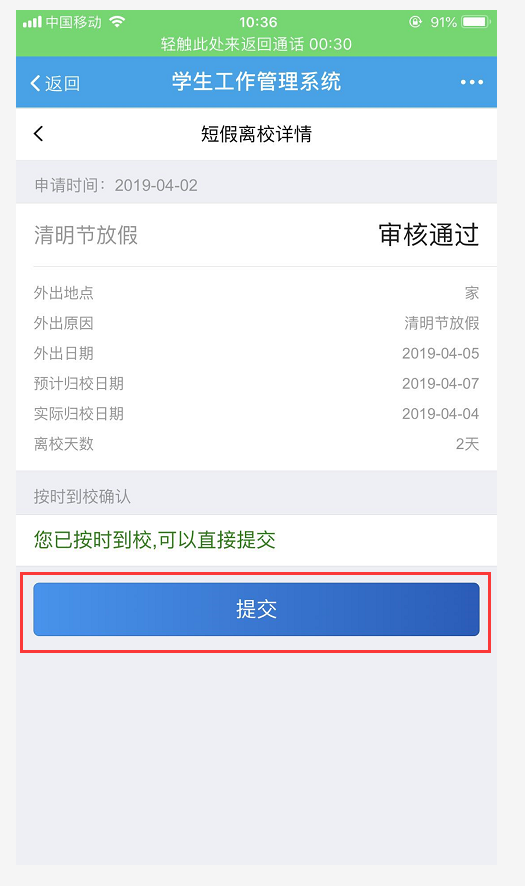 中国移动 10:36 91%
轻触此处来返回通话 00:30
返回 学生工作管理系统
短假离校详情
申请时间：2019-04-02
清明节放假 审核通过
外出地点 家
外出原因 清明节放假
外出日期 2019-04-05
预计归校日期 2019-04-07
实际归校日期 2019-04-04
离校天数 2天
按时到校确认
您已按时到校,可以直接提交
提交